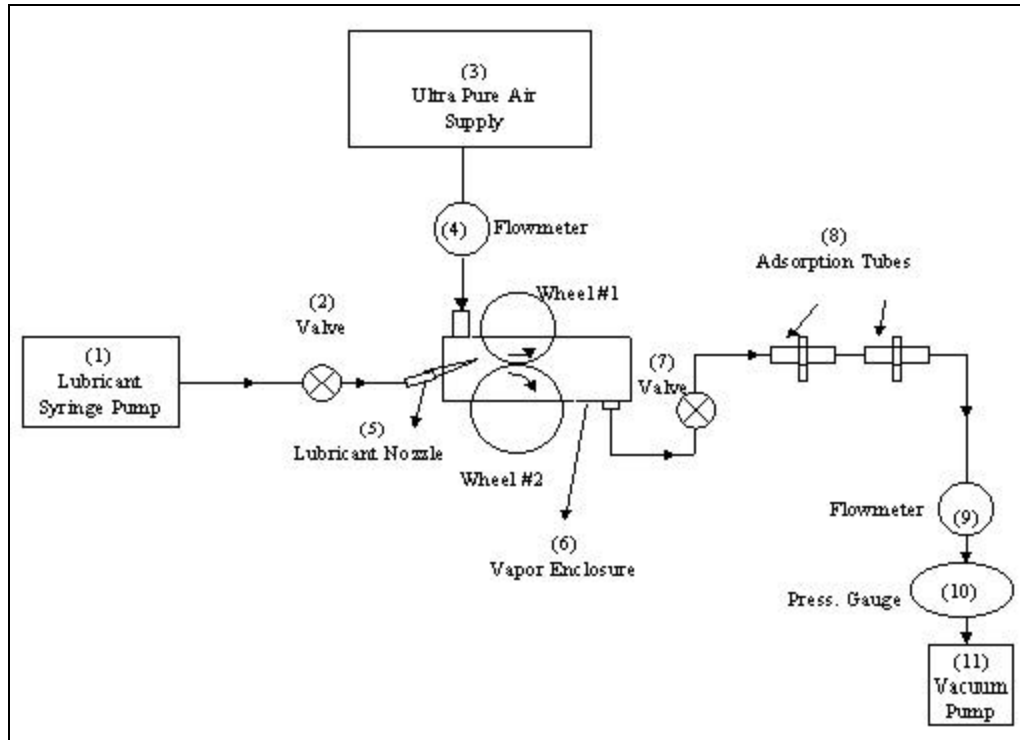 (3)
Ultra Pure Air
Supply
(4)
Flowmeter
(8)
Adsorption Tubes
Wheel #1
(2)
Valve
(1)
Lubricant
Syringe Pump
(7)
Valve
(5)
Lubricant Nozzle
Wheel #2
(6)
Vapor Enclosure
Flowmeter
(9)
Press. Gauge
(10)
(11)
Vacuum
Pump